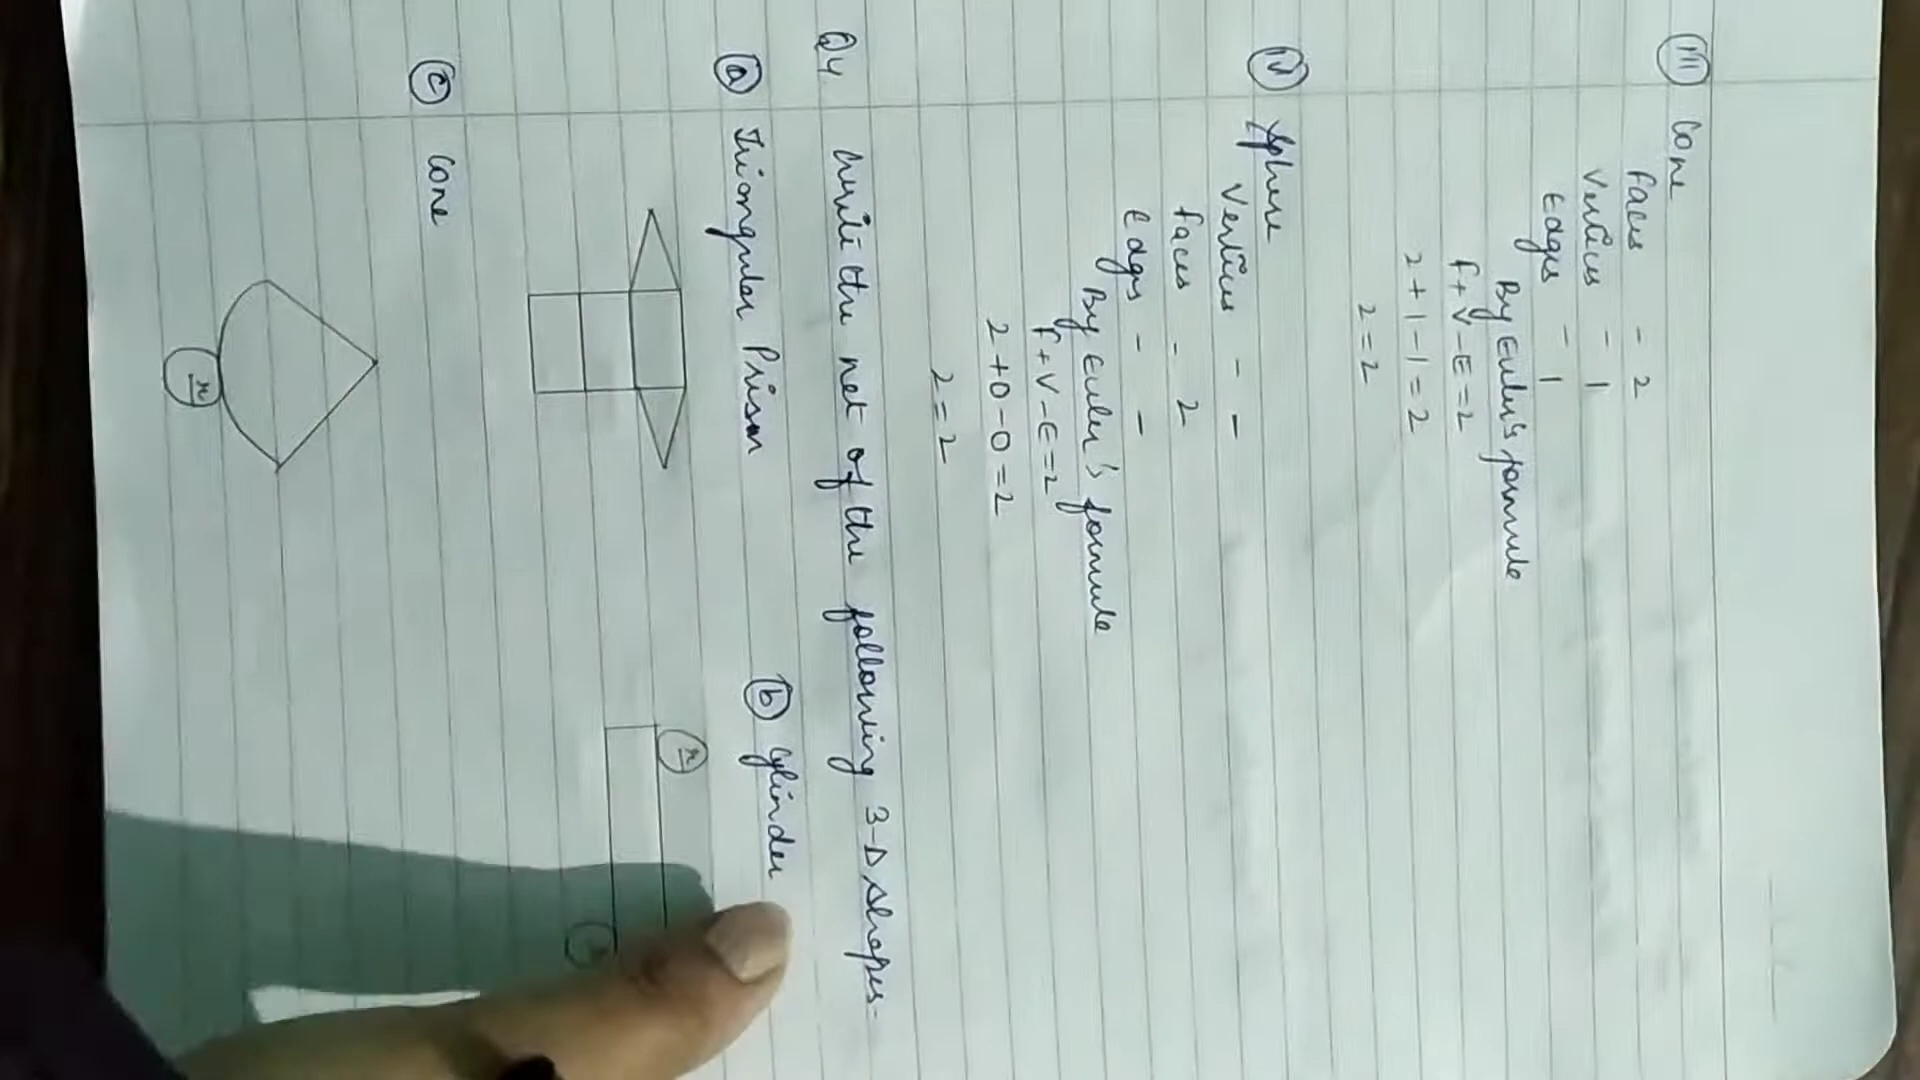 (iii) Cone
Faces - 2
Vertices - 1
Edges - 1
By Euler's formule
F+V-E=2
2+1-1=2
2=2
(iv) Sphere
Vertices - -
Faces - 2
Edges - -
By Euler's formule
F+V-E=2
2+0-0=2
2=2
Q4 write the net of the following 3-D shapes-
(a) Triangular Prism (b) Cylinder
r
(c) Cone
r